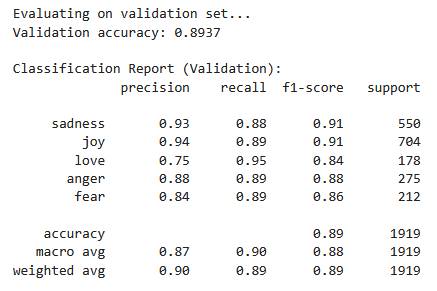 Evaluating on validation set...
Validation accuracy: 0.8937
Classification Report (Validation):
precision recall f1-score support
sadness 0.93 0.88 0.91 550
joy 0.94 0.89 0.91 704
love 0.75 0.95 0.84 178
anger 0.88 0.89 0.88 275
fear 0.84 0.89 0.86 212
accuracy 0.89 1919
macro avg 0.87 0.90 0.88 1919
weighted avg 0.90 0.89 0.89 1919